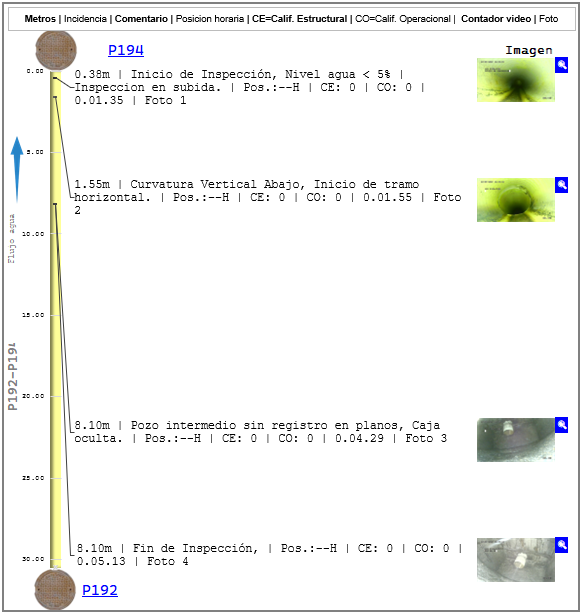 Metros | Incidencia | Comentario | Posicion horaria | CE=Calif. Estructural | CO=Calif. Operacional | Contador video | Foto
P194
Imagen
0.00
0.38m | Inicio de Inspección, Nivel agua < 5% |
Inspeccion en subida. | Pos.:--H | CE: 0 | CO: 0 |
0.01.35 | Foto 1
5.00
1.55m | Curvatura Vertical Abajo, Inicio de tramo
horizontal. | Pos.:--H | CE: 0 | CO: 0 | 0.01.55 | Foto
2
Flujo agua
10.00
15.00
P192-P194
20.00
8.10m | Pozo intermedio sin registro en planos, Caja
oculta. | Pos.:--H | CE: 0 | CO: 0 | 0.04.29 | Foto 3
25.00
8.10m | Fin de Inspección, | Pos.:--H | CE: 0 | CO: 0 |
0.05.13 | Foto 4
30.00
P192